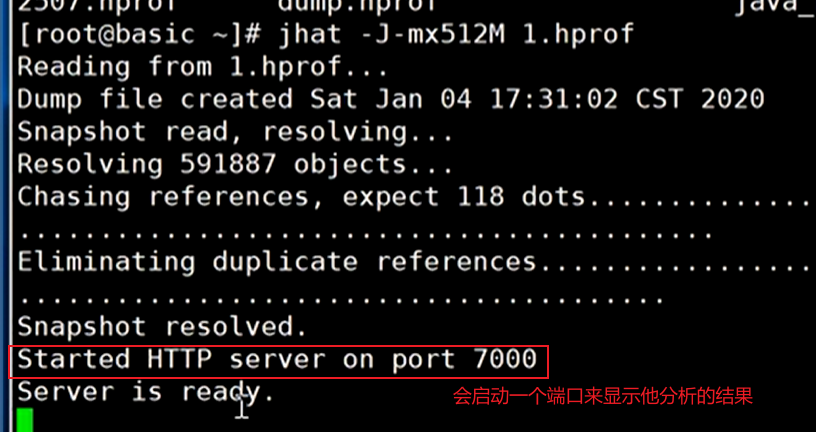 2507.hprof dump.hprof java_
[root@basic ~]# jhat -J-mx512M 1.hprof
Reading from 1.hprof...
Dump file created Sat Jan 04 17:31:02 CST 2020
Snapshot read, resolving...
Resolving 591887 objects...
Chasing references, expect 118 dots..............
..........................................
Eliminating duplicate references.................
.......................................
Snapshot resolved.
Started HTTP server on port 7000
Server is ready.
会启动一个端口来显示他分析的结果